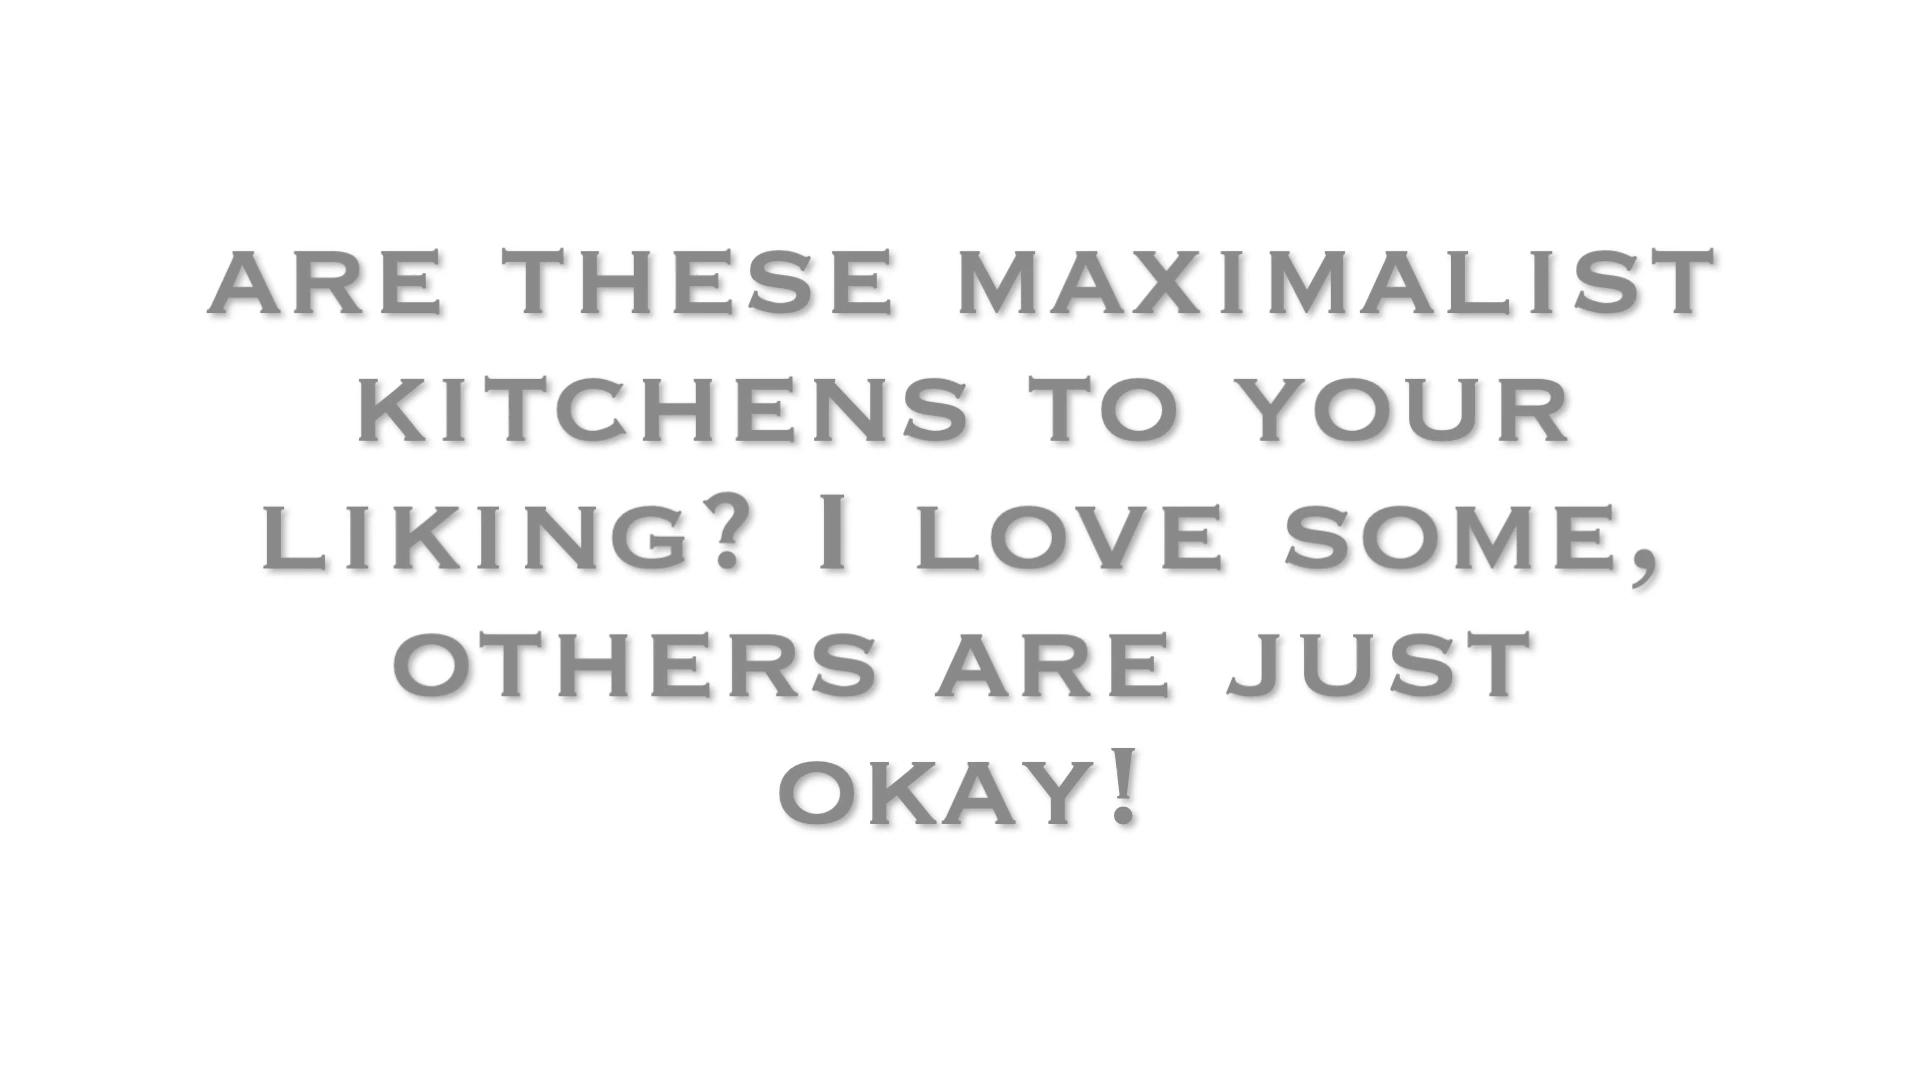 ARE THESE MAXIMALIST
KITCHENS TO YOUR
LIKING? I LOVE SOME,
OTHERS ARE JUST
OKAY!